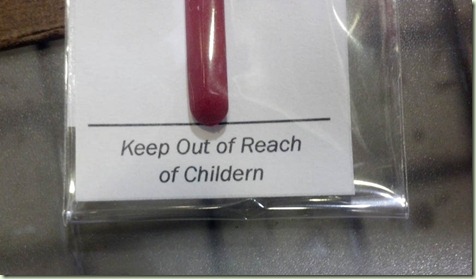 Keep Out of Reach
of Childern